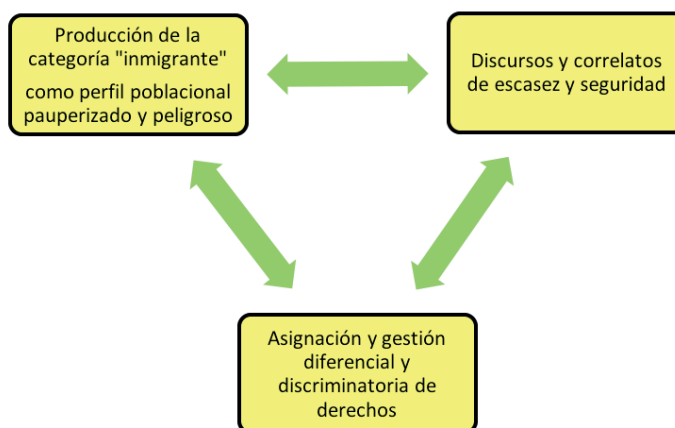 Producción de la
categoría "inmigrante"
como perfil poblacional
pauperizado y peligroso
Discursos y correlatos
de escasez y seguridad
Asignación y gestión
diferencial y
discriminatoria de
derechos